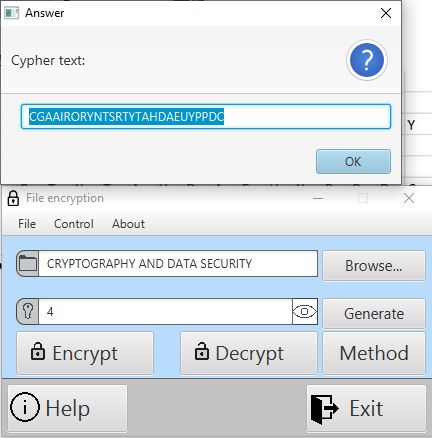 Answer
Cypher text:
?
CGAAIRORYNTSRTYTAHDAEUYPPDC
Y
OK
File encryption
File Control About
CRYPTOGRAPHY AND DATA SECURITY Browse...
4 Generate
Encrypt Decrypt Method
Help Exit